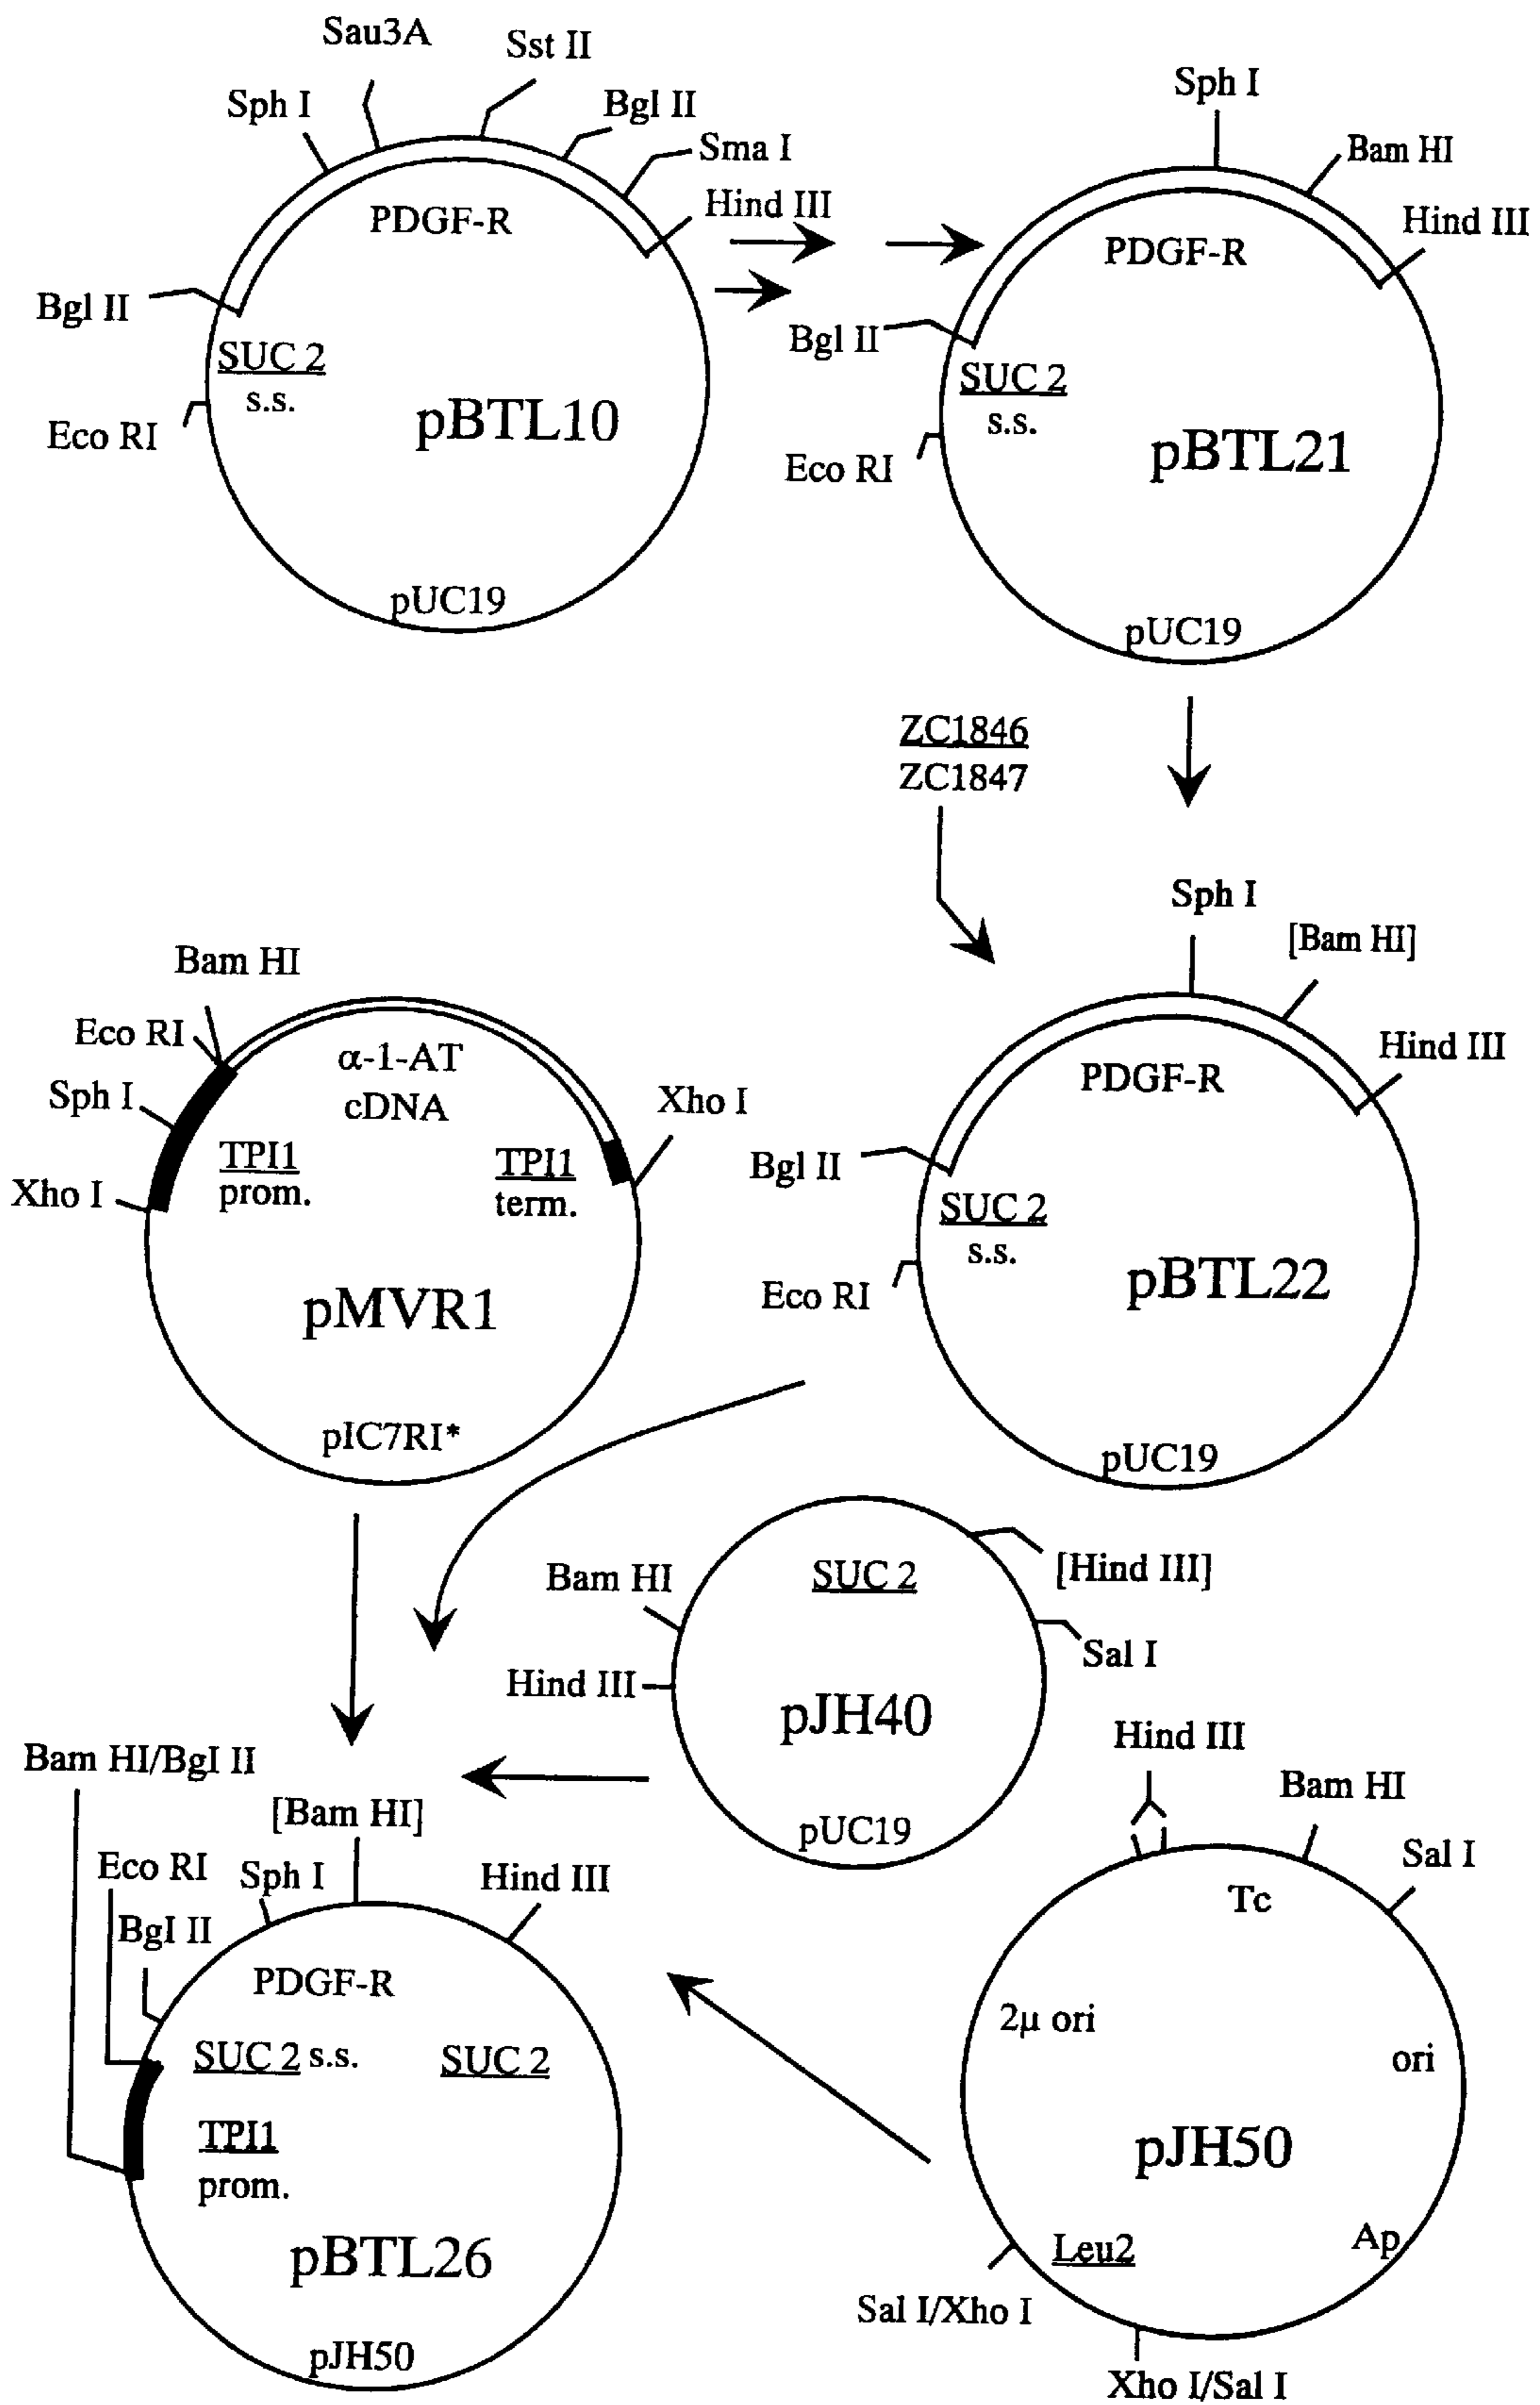 Sau3A
Sst II
Sph I
Bgl II
Sma I
Hind III
PDGF-R
Bgl II
SUC 2
s.s.
Eco RI
pBTL10
pUC19
Sph I
Bam HI
Hind III
PDGF-R
Bgl II
SUC 2
s.s.
Eco RI
pBTL21
pUC19
ZC1846
ZC1847
Sph I
[Bam HI]
Hind III
PDGF-R
Bgl II
SUC 2
s.s.
Eco RI
pBTL22
pUC19
Bam HI
Eco RI
Sph I
Xho I
α-1-AT
cDNA
Xho I
TPI1
prom.
TPI1
term.
pMVR1
pIC7RI*
SUC 2
[Hind III]
Bam HI
Sal I
Hind III
pJH40
pUC19
Bam HI/BgI II
[Bam HI]
Eco RI
Sph I
Hind III
BgI II
PDGF-R
SUC 2 s.s.
SUC 2
TPI1
prom.
pBTL26
pJH50
Hind III
Bam HI
Sal I
Tc
2μ ori
ori
pJH50
Leu2
Ap
Sal I/Xho I
Xho I/Sal I